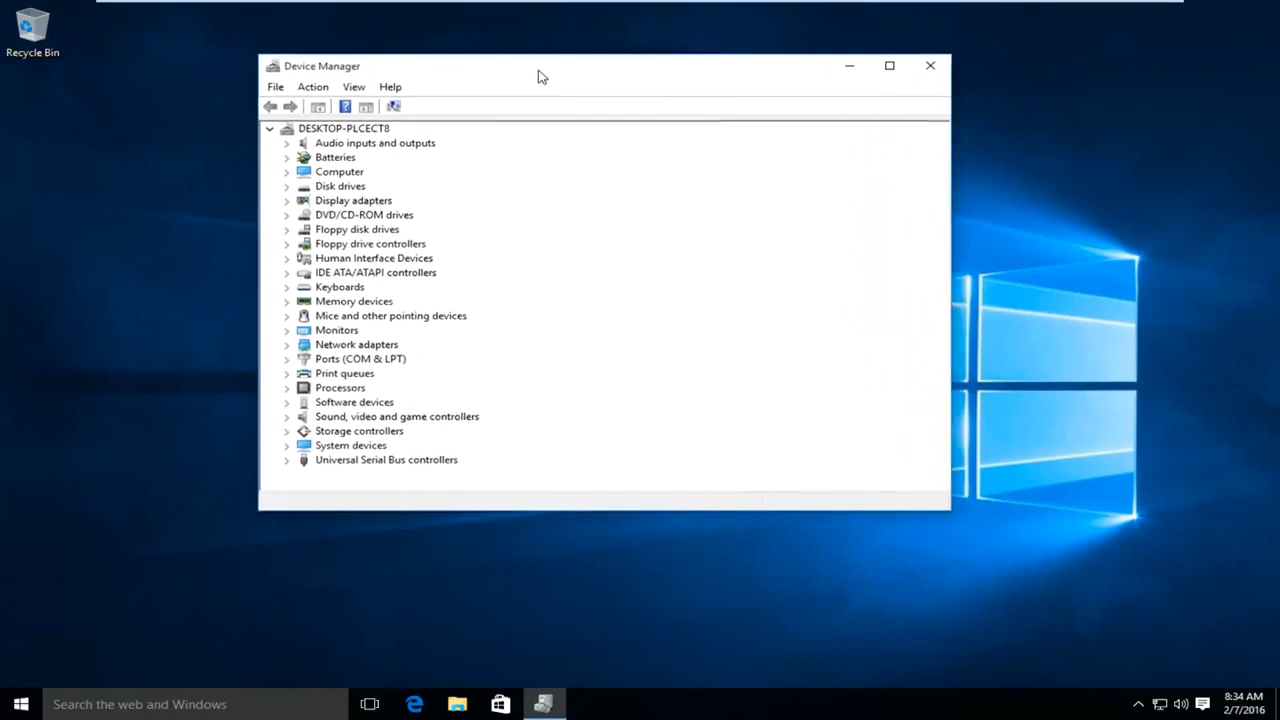 Recycle Bin
Device Manager
File Action View Help
DESKTOP-PLCECT8
Audio inputs and outputs
Batteries
Computer
Disk drives
Display adapters
DVD/CD-ROM drives
Floppy disk drives
Floppy drive controllers
Human Interface Devices
IDE ATA/ATAPI controllers
Keyboards
Memory devices
Mice and other pointing devices
Monitors
Network adapters
Ports (COM & LPT)
Print queues
Processors
Software devices
Sound, video and game controllers
Storage controllers
System devices
Universal Serial Bus controllers
Search the web and Windows
8:34 AM
2/7/2016